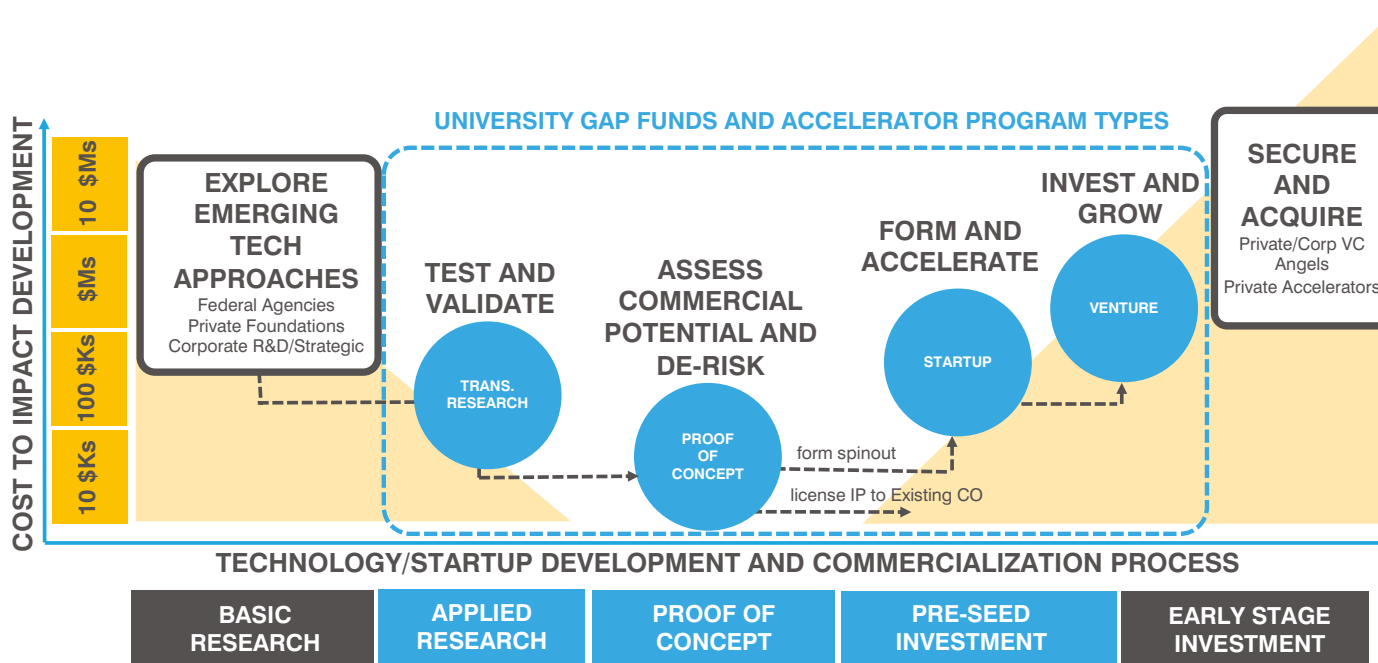 UNIVERSITY GAP FUNDS AND ACCELERATOR PROGRAM TYPES
COST TO IMPACT DEVELOPMENT
10 $Ms
$Ms
100 $Ks
10 $Ks
EXPLORE
EMERGING
TECH
APPROACHES
Federal Agencies
Private Foundations
Corporate R&D/Strategic
TEST AND
VALIDATE
TRANS.
RESEARCH
ASSESS
COMMERCIAL
POTENTIAL AND
DE-RISK
PROOF
OF
CONCEPT
form spinout
license IP to Existing CO
FORM AND
ACCELERATE
STARTUP
INVEST AND
GROW
VENTURE
SECURE
AND
ACQUIRE
Private/Corp VC
Angels
Private Accelerators
TECHNOLOGY/STARTUP DEVELOPMENT AND COMMERCIALIZATION PROCESS
BASIC
RESEARCH
APPLIED
RESEARCH
PROOF OF
CONCEPT
PRE-SEED
INVESTMENT
EARLY STAGE
INVESTMENT